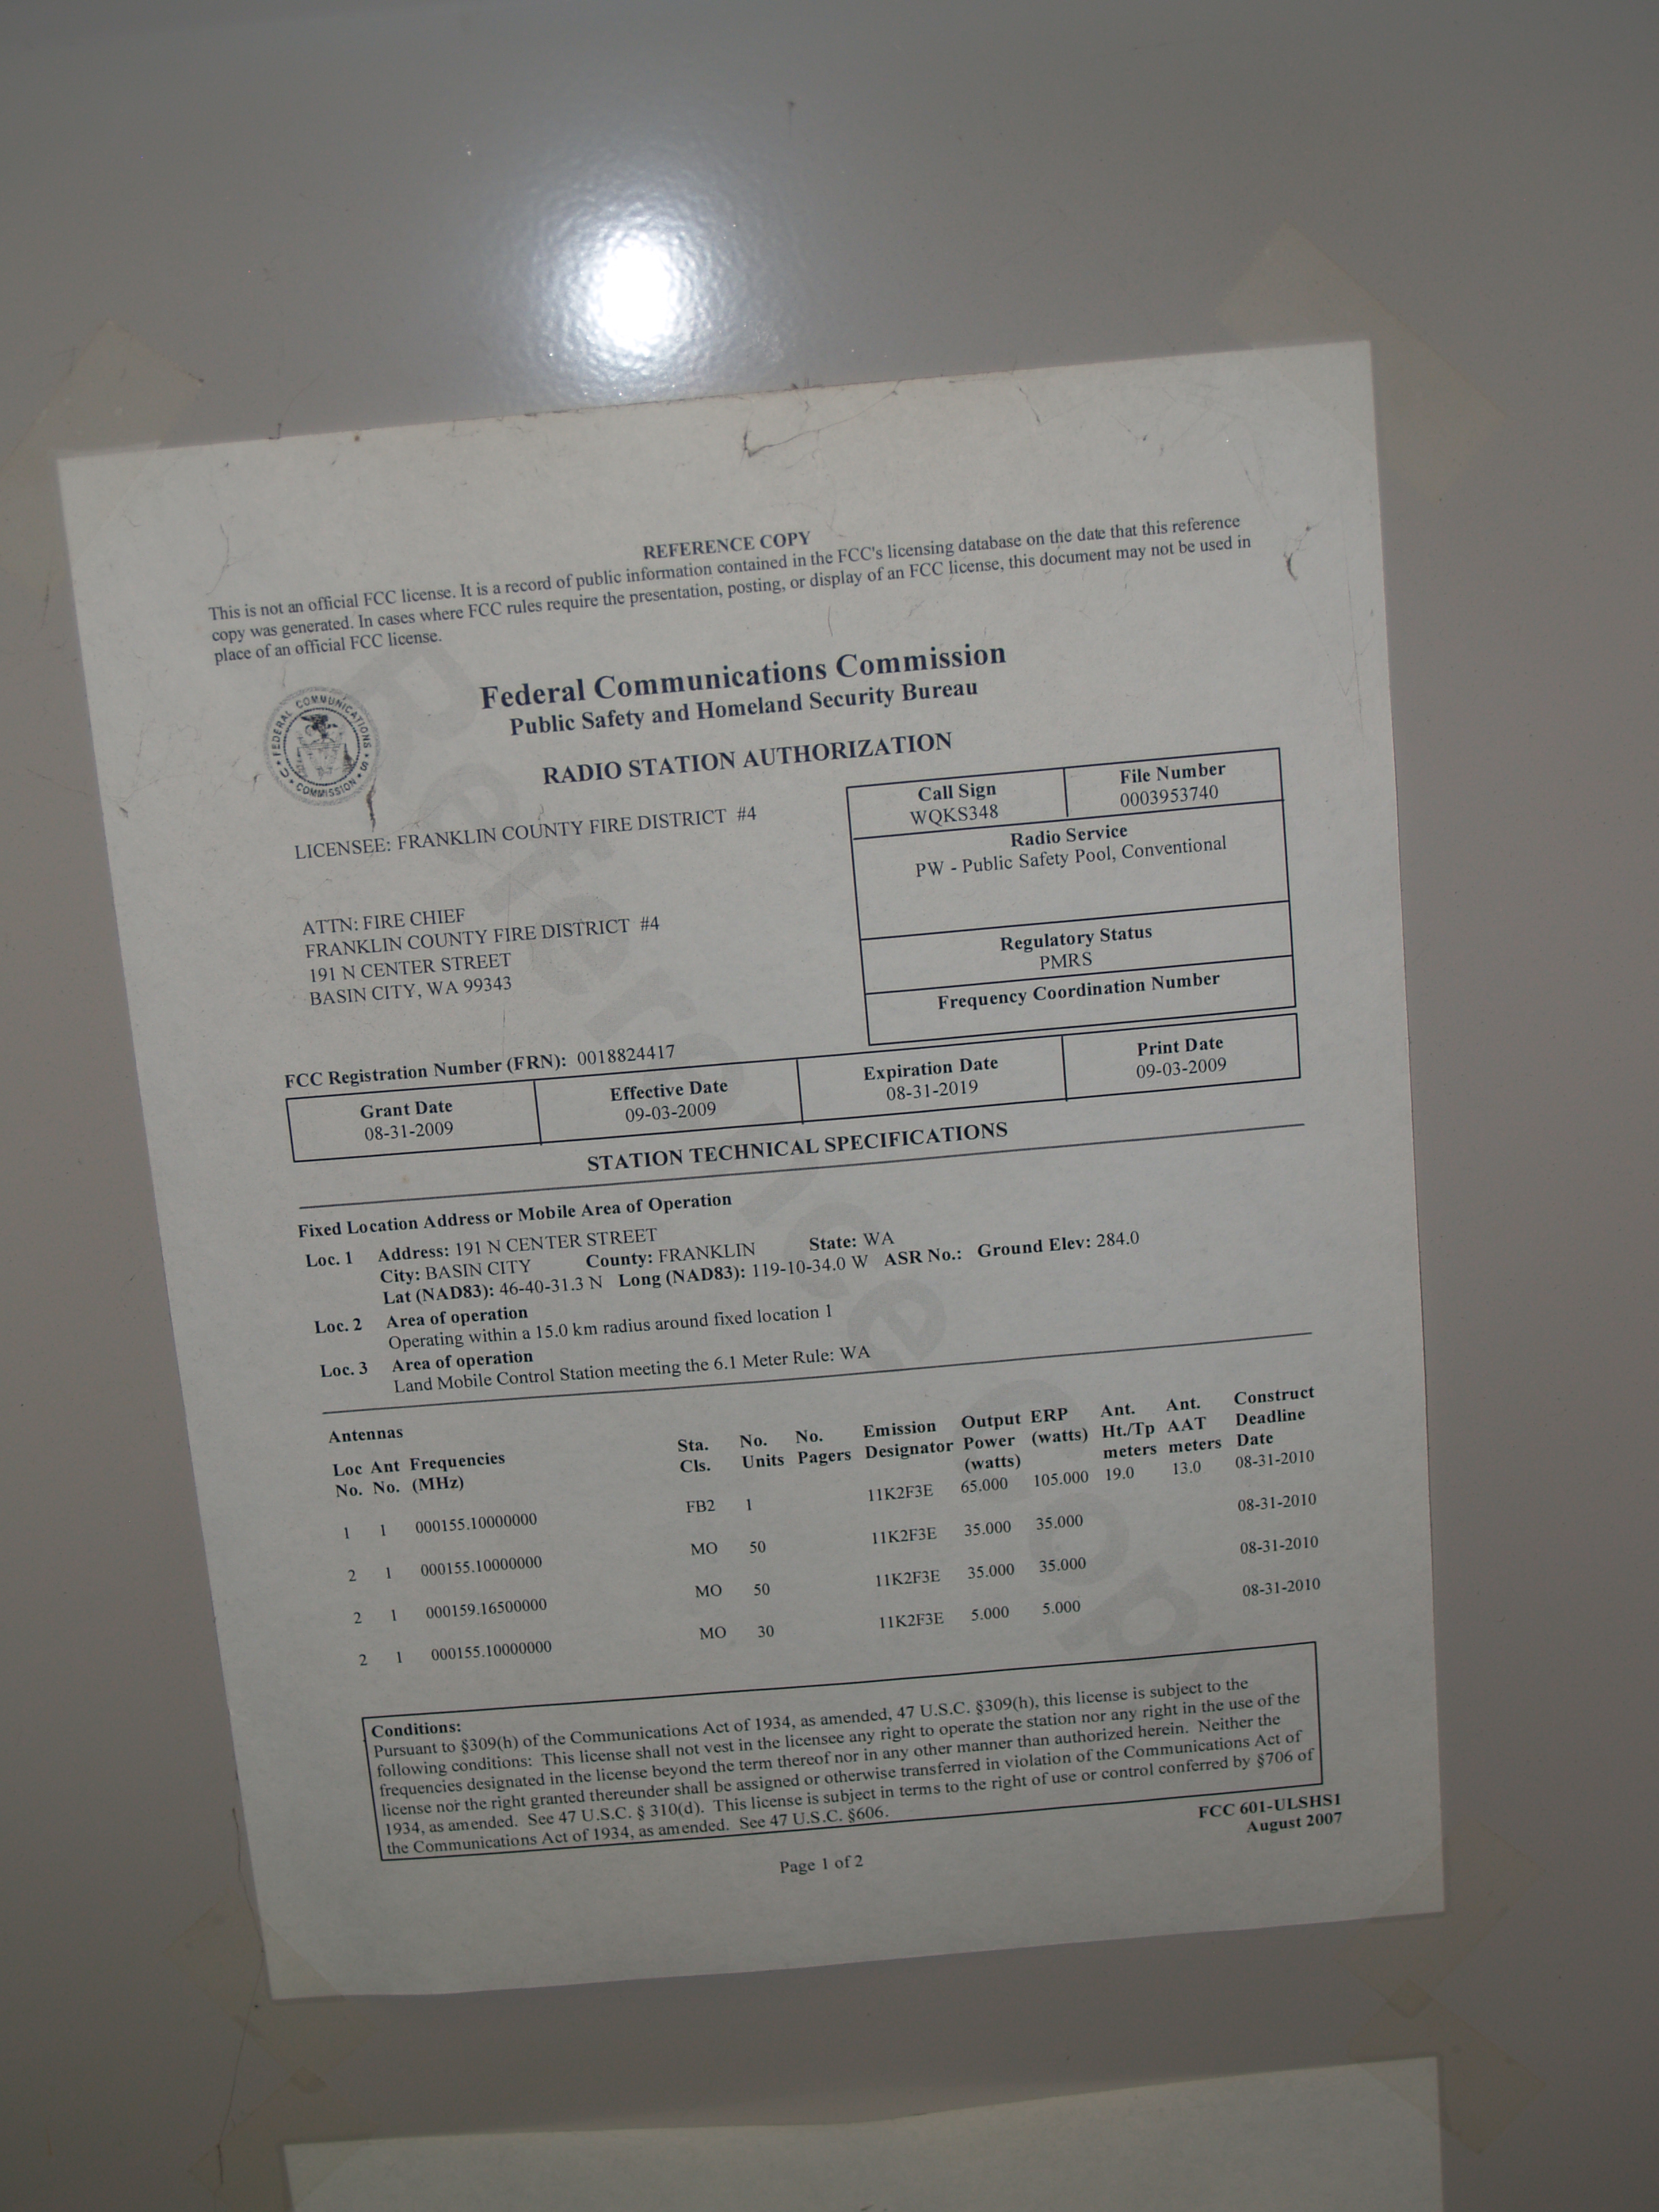 REFERENCE COPY
This is not an official FCC license. It is a record of public information contained in the FCC's licensing database on the date that this reference
copy was generated. In cases where FCC rules require the presentation, posting, or display of an FCC license, this document may not be used in
place of an official FCC license.
Federal Communications Commission
Public Safety and Homeland Security Bureau
RADIO STATION AUTHORIZATION
FEDERAL COMMUNICATIONS COMMISSION
LICENSEE: FRANKLIN COUNTY FIRE DISTRICT #4
Call Sign
WQKS348
File Number
0003953740
Radio Service
PW - Public Safety Pool, Conventional
ATTN: FIRE CHIEF
FRANKLIN COUNTY FIRE DISTRICT #4
191 N CENTER STREET
BASIN CITY, WA 99343
Regulatory Status
PMRS
Frequency Coordination Number
FCC Registration Number (FRN): 0018824417
Grant Date
08-31-2009
Effective Date
09-03-2009
Expiration Date
08-31-2019
Print Date
09-03-2009
STATION TECHNICAL SPECIFICATIONS
Fixed Location Address or Mobile Area of Operation
Loc. 1 Address: 191 N CENTER STREET
City: BASIN CITY County: FRANKLIN State: WA
Lat (NAD83): 46-40-31.3 N Long (NAD83): 119-10-34.0 W ASR No.: Ground Elev: 284.0
Loc. 2 Area of operation
Operating within a 15.0 km radius around fixed location 1
Loc. 3 Area of operation
Land Mobile Control Station meeting the 6.1 Meter Rule: WA
Antennas
Loc Ant Frequencies Sta. No. No. Emission Output ERP Ant. Ant. Construct
No. No. (MHz) Cls. Units Pagers Designator Power (watts) Ht./Tp AAT Deadline
(watts) meters meters Date
1 1 000155.10000000 FB2 1 11K2F3E 65.000 105.000 19.0 13.0 08-31-2010
2 1 000155.10000000 MO 50 11K2F3E 35.000 35.000 08-31-2010
2 1 000159.16500000 MO 50 11K2F3E 35.000 35.000 08-31-2010
2 1 000155.10000000 MO 30 11K2F3E 5.000 5.000 08-31-2010
Conditions:
Pursuant to §309(h) of the Communications Act of 1934, as amended, 47 U.S.C. §309(h), this license is subject to the
following conditions: This license shall not vest in the licensee any right to operate the station nor any right in the use of the
frequencies designated in the license beyond the term thereof nor in any other manner than authorized herein. Neither the
license nor the right granted thereunder shall be assigned or otherwise transferred in violation of the Communications Act of
1934, as amended. See 47 U.S.C. § 310(d). This license is subject in terms to the right of use or control conferred by §706 of
the Communications Act of 1934, as amended. See 47 U.S.C. §606.
FCC 601-ULSHS1
August 2007
Page 1 of 2
Reference Copy